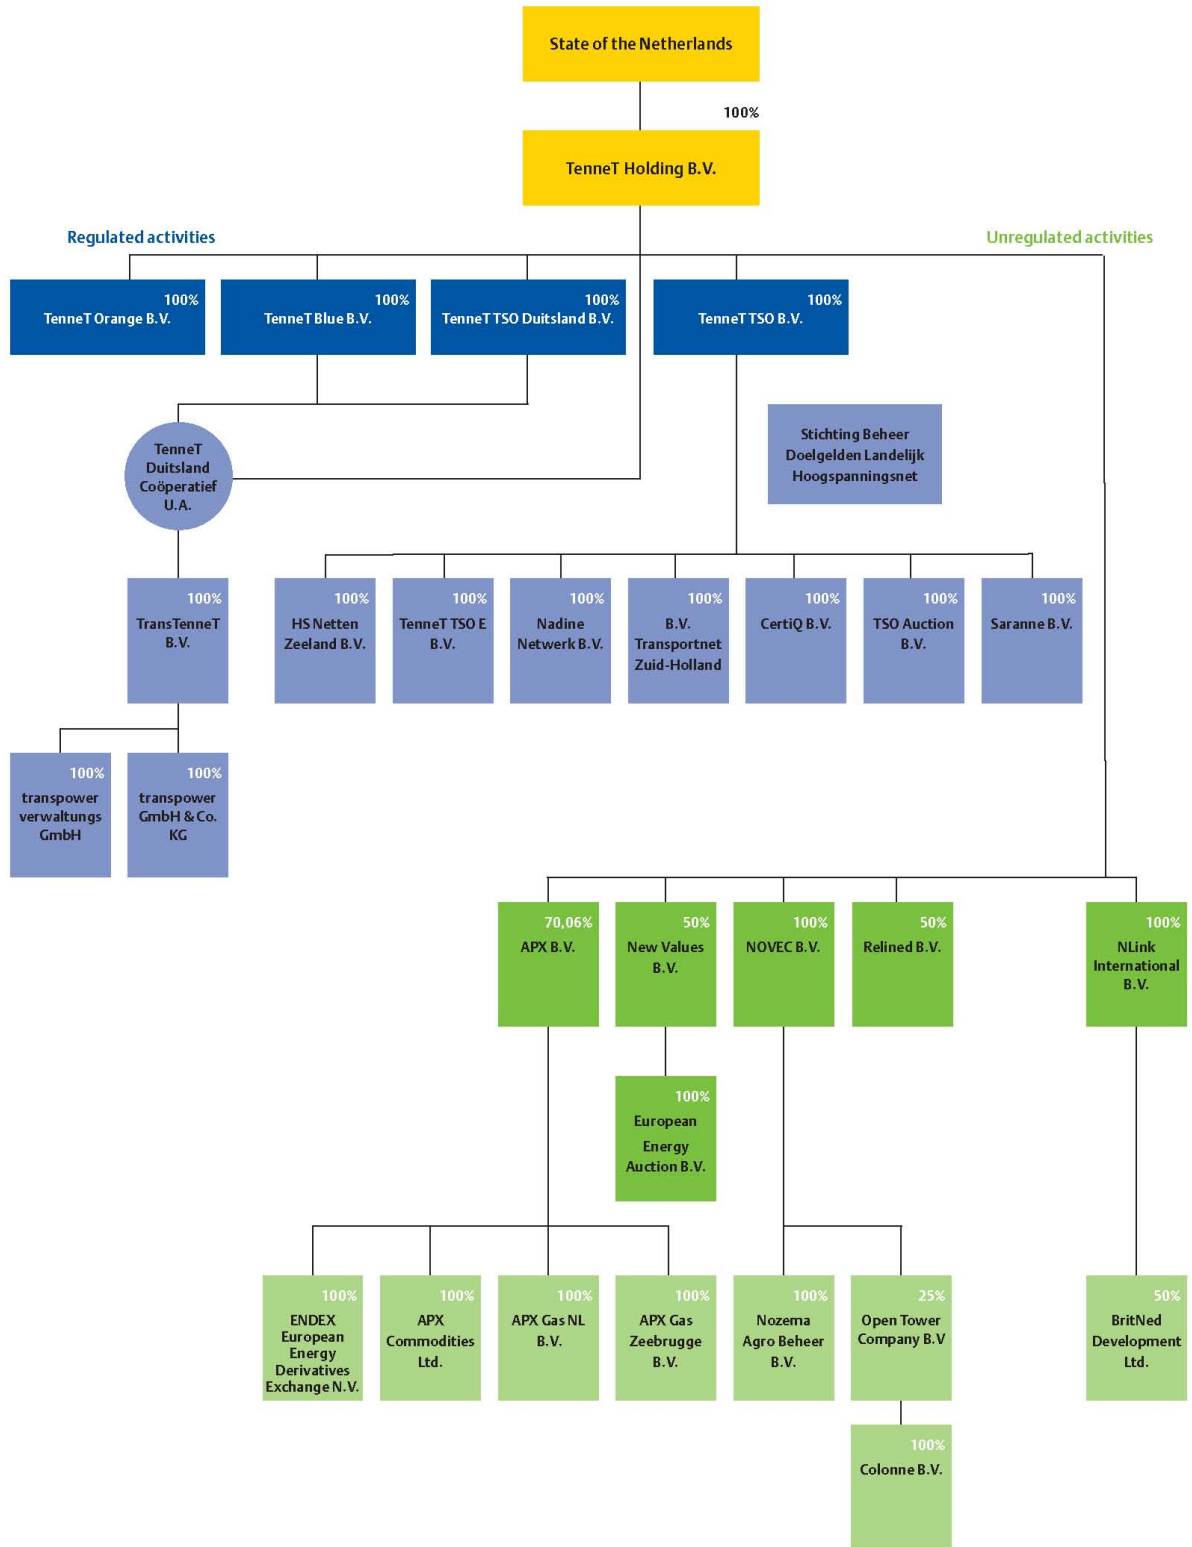 State of the Netherlands
100%
TenneT Holding B.V.
Regulated activities
Unregulated activities
100%
TenneT Orange B.V.
100%
TenneT Blue B.V.
100%
TenneT TSO Duitsland B.V.
100%
TenneT TSO B.V.
Stichting Beheer
Doelgelden Landelijk
Hoogspanningsnet
TenneT
Duitsland
Coöperatief
U.A.
100%
TransTenneT
B.V.
100%
HS Netten
Zeeland B.V.
100%
TenneT TSO E
B.V.
100%
Nadine
Netwerk B.V.
100%
B.V.
Transportnet
Zuid-Holland
100%
CertiQ B.V.
100%
TSO Auction
B.V.
100%
Saranne B.V.
100%
transpower
verwaltungs
GmbH
100%
transpower
GmbH & Co.
KG
70,06%
APX B.V.
50%
New Values
B.V.
100%
NOVEC B.V.
50%
Relined B.V.
100%
NLink
International
B.V.
100%
European
Energy
Auction B.V.
100%
ENDEX
European
Energy
Derivatives
Exchange N.V.
100%
APX
Commodities
Ltd.
100%
APX Gas NL
B.V.
100%
APX Gas
Zeebrugge
B.V.
100%
Nozema
Agro Beheer
B.V.
25%
Open Tower
Company B.V
50%
BritNed
Development
Ltd.
100%
Colonne B.V.